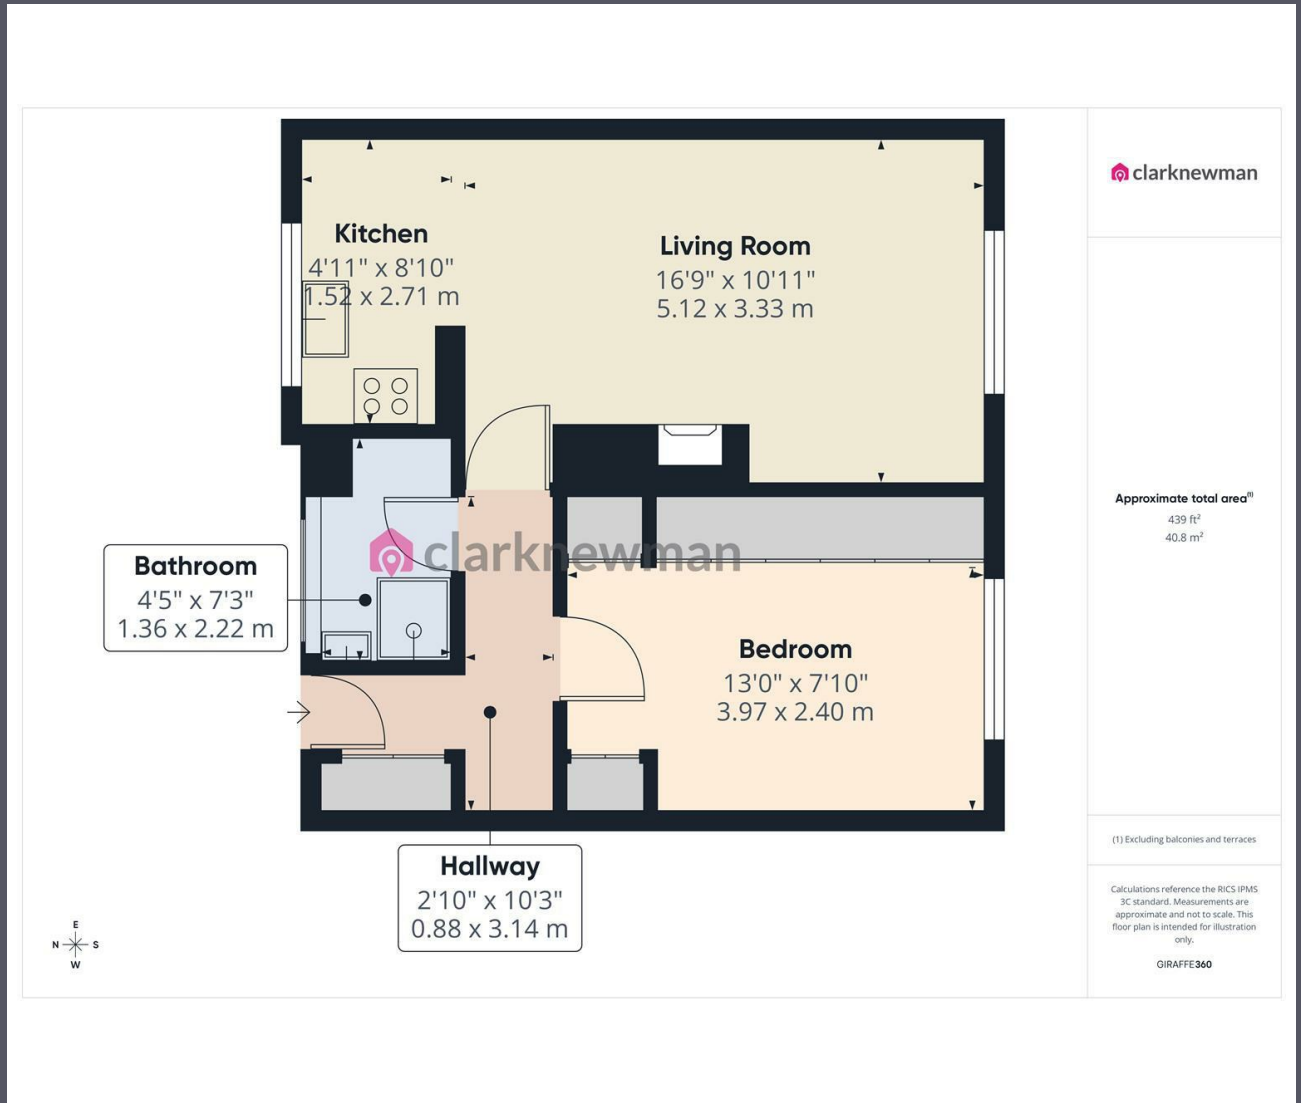 Kitchen
4'11" x 8'10"
1.52 x 2.71 m
Living Room
16'9" x 10'11"
5.12 x 3.33 m
clarknewman
Bathroom
4'5" x 7'3"
1.36 x 2.22 m
Bedroom
13'0" x 7'10"
3.97 x 2.40 m
Hallway
2'10" x 10'3"
0.88 x 3.14 m
E
N S
W
clarknewman
Approximate total area(1)
439 ft²
40.8 m²
(1) Excluding balconies and terraces
Calculations reference the RICS IPMS
3C standard. Measurements are
approximate and not to scale. This
floor plan is intended for illustration
only.
GIRAFFE360